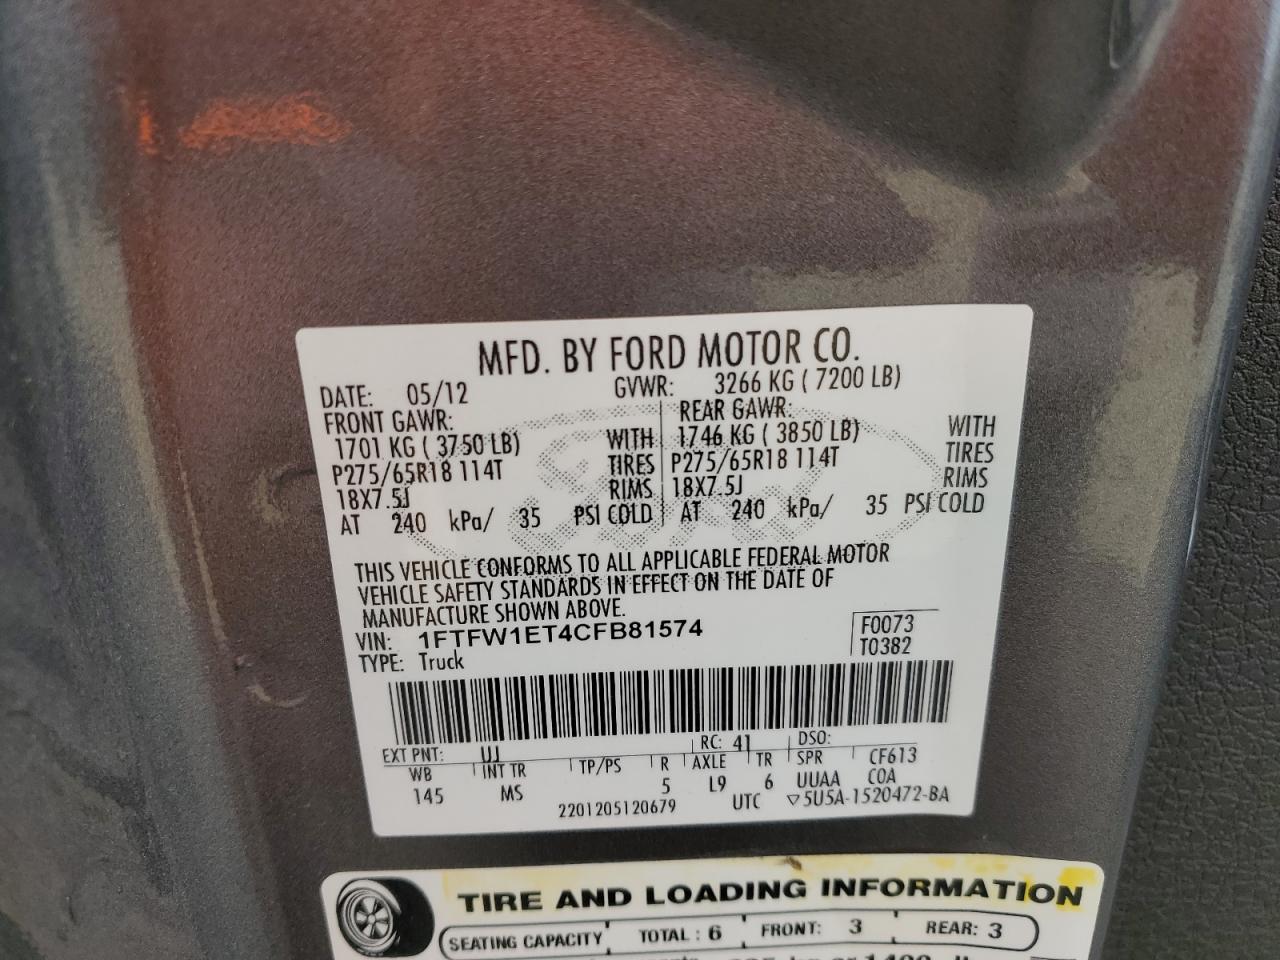 MFD. BY FORD MOTOR CO.
DATE: 05/12 GVWR: 3266 KG ( 7200 LB)
FRONT GAWR: REAR GAWR:
1701 KG ( 3750 LB) WITH 1746 KG ( 3850 LB) WITH
P275/65R18 114T TIRES P275/65R18 114T TIRES
18X7.5J RIMS 18X7.5J RIMS
AT 240 kPa/ 35 PSI COLD AT 240 kPa/ 35 PSI COLD
THIS VEHICLE CONFORMS TO ALL APPLICABLE FEDERAL MOTOR
VEHICLE SAFETY STANDARDS IN EFFECT ON THE DATE OF
MANUFACTURE SHOWN ABOVE.
VIN: 1FTFW1ET4CFB81574 F0073
TYPE: Truck T0382
EXT PNT: UJ RC: 41 DSO:
WB INT TR TP/PS R AXLE TR SPR CF613
145 MS 5 L9 6 UUAA COA
2201205120679 UTC ▽5U5A-1520472-BA
TIRE AND LOADING INFORMATION
SEATING CAPACITY TOTAL : 6 FRONT: 3 REAR: 3